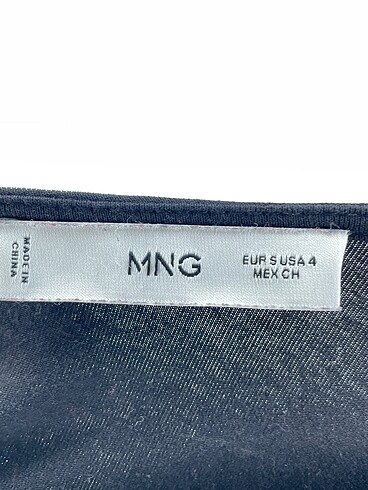 MADE IN
CHINA
MNG
EUR S USA 4
MEX CH